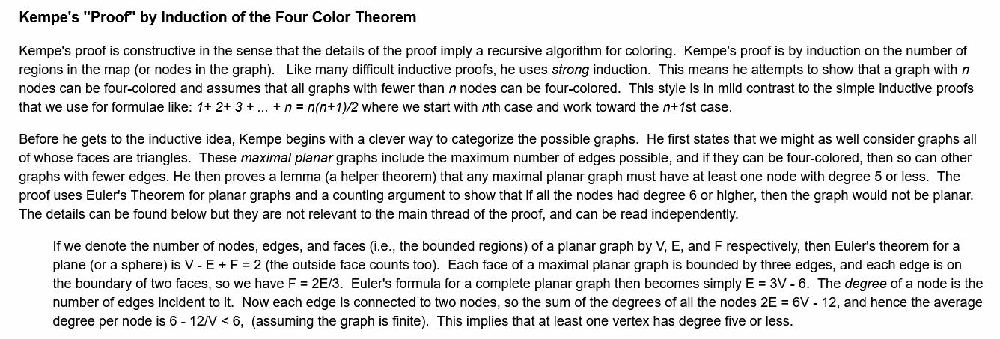 Kempe's "Proof" by Induction of the Four Color Theorem
Kempe's proof is constructive in the sense that the details of the proof imply a recursive algorithm for coloring.  Kempe's proof is by induction on the number of
regions in the map (or nodes in the graph).   Like many difficult inductive proofs, he uses strong induction.  This means he attempts to show that a graph with n
nodes can be four-colored and assumes that all graphs with fewer than n nodes can be four-colored.  This style is in mild contrast to the simple inductive proofs
that we use for formulae like: 1+ 2+ 3 + ... + n = n(n+1)/2 where we start with nth case and work toward the n+1st case.
Before he gets to the inductive idea, Kempe begins with a clever way to categorize the possible graphs.  He first states that we might as well consider graphs all
of whose faces are triangles.  These maximal planar graphs include the maximum number of edges possible, and if they can be four-colored, then so can other
graphs with fewer edges. He then proves a lemma (a helper theorem) that any maximal planar graph must have at least one node with degree 5 or less.  The
proof uses Euler's Theorem for planar graphs and a counting argument to show that if all the nodes had degree 6 or higher, then the graph would not be planar.
The details can be found below but they are not relevant to the main thread of the proof, and can be read independently.
If we denote the number of nodes, edges, and faces (i.e., the bounded regions) of a planar graph by V, E, and F respectively, then Euler's theorem for a
plane (or a sphere) is V - E + F = 2 (the outside face counts too).  Each face of a maximal planar graph is bounded by three edges, and each edge is on
the boundary of two faces, so we have F = 2E/3.  Euler's formula for a complete planar graph then becomes simply E = 3V - 6.  The degree of a node is the
number of edges incident to it.  Now each edge is connected to two nodes, so the sum of the degrees of all the nodes 2E = 6V - 12, and hence the average
degree per node is 6 - 12/V < 6,  (assuming the graph is finite).  This implies that at least one vertex has degree five or less.